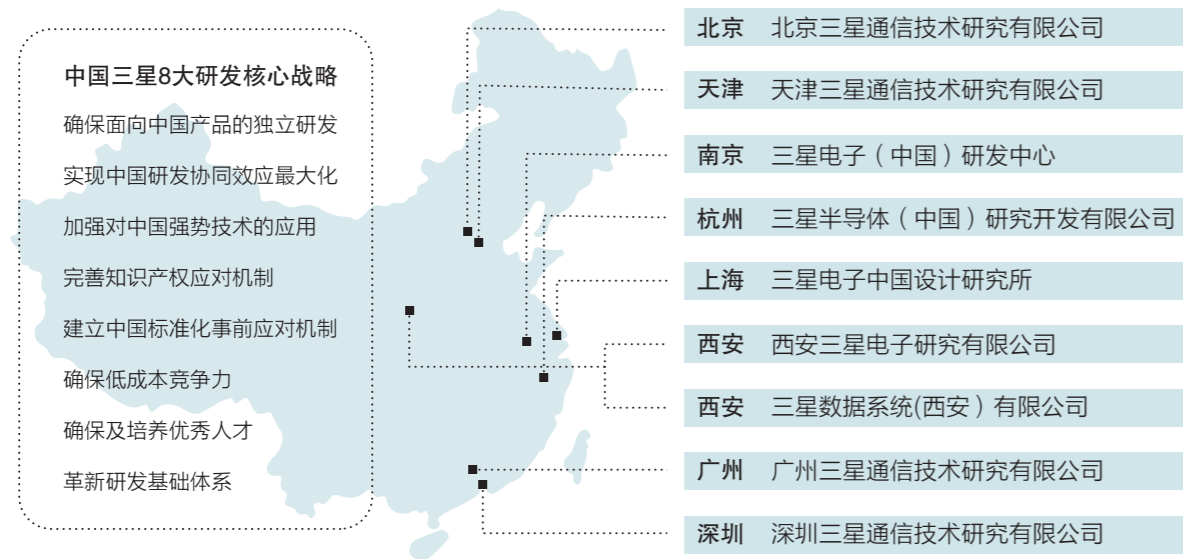 中国三星8大研发核心战略
确保面向中国产品的独立研发
实现中国研发协同效应最大化
加强对中国强势技术的应用
完善知识产权应对机制
建立中国标准化事前应对机制
确保低成本竞争力
确保及培养优秀人才
革新研发基础体系
北京 北京三星通信技术研究有限公司
天津 天津三星通信技术研究有限公司
南京 三星电子（中国）研发中心
杭州 三星半导体（中国）研究开发有限公司
上海 三星电子中国设计研究所
西安 西安三星电子研究有限公司
西安 三星数据系统(西安）有限公司
广州 广州三星通信技术研究有限公司
深圳 深圳三星通信技术研究有限公司